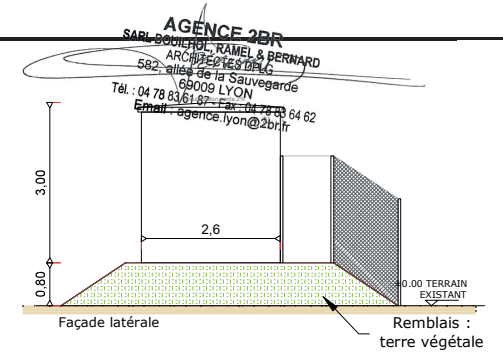 AGENCE 2BR
SARL BOUILHOL, RAMEL & BERNARD
ARCHITECTES DPLG
582, allée de la Sauvegarde
69009 LYON
Tél. : 04 78 83 61 87 - Fax : 04 78 83 64 62
Email : agence.lyon@2br.fr
3,00
2,6
0,80
±0.00 TERRAIN
EXISTANT
Façade latérale
Remblais :
terre végétale